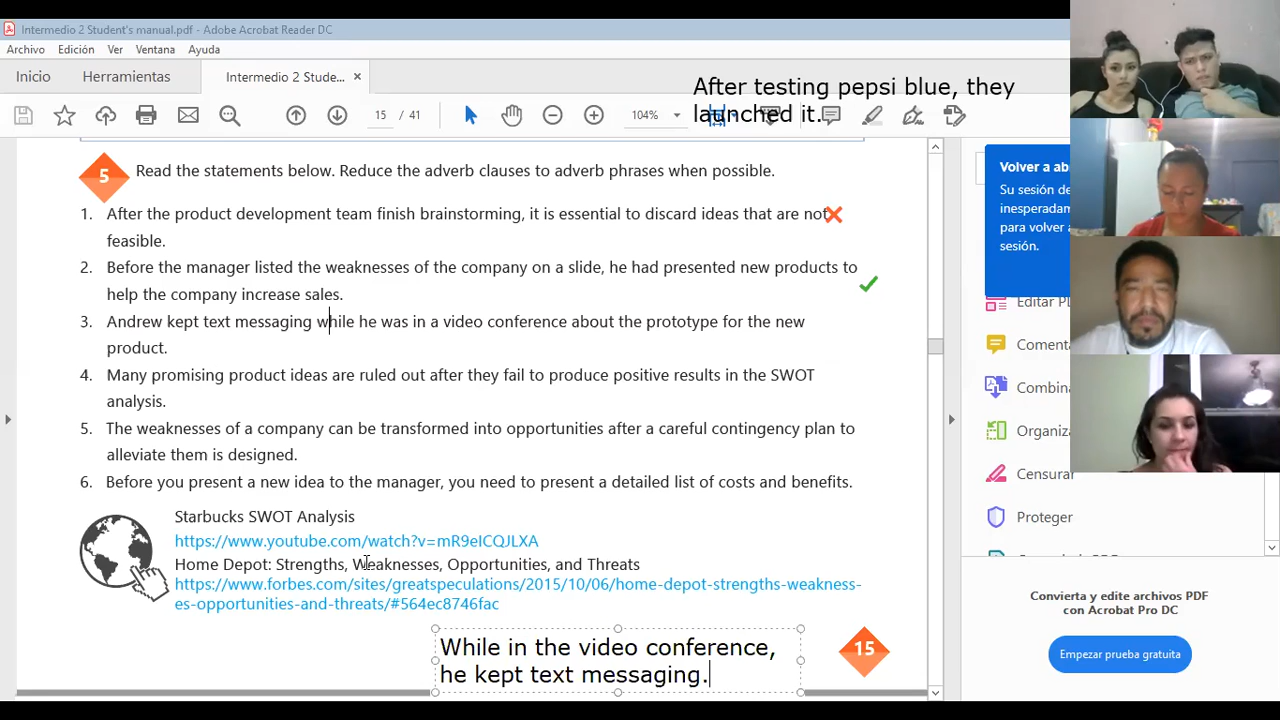 Intermedio 2 Student's manual.pdf - Adobe Acrobat Reader DC
Archivo Edición Ver Ventana Ayuda
Inicio Herramientas Intermedio 2 Stude... ×
After testing pepsi blue, they
launched it.
15 / 41 104%
5 Read the statements below. Reduce the adverb clauses to adverb phrases when possible.
1. After the product development team finish brainstorming, it is essential to discard ideas that are not
feasible.
2. Before the manager listed the weaknesses of the company on a slide, he had presented new products to
help the company increase sales.
3. Andrew kept text messaging while he was in a video conference about the prototype for the new
product.
4. Many promising product ideas are ruled out after they fail to produce positive results in the SWOT
analysis.
5. The weaknesses of a company can be transformed into opportunities after a careful contingency plan to
alleviate them is designed.
6. Before you present a new idea to the manager, you need to present a detailed list of costs and benefits.
Starbucks SWOT Analysis
https://www.youtube.com/watch?v=mR9eICQJLXA
Home Depot: Strengths, Weaknesses, Opportunities, and Threats
https://www.forbes.com/sites/greatspeculations/2015/10/06/home-depot-strengths-weakness-
es-opportunities-and-threats/#564ec8746fac
While in the video conference,
he kept text messaging.
15
Volver a ab
Su sesión de
inesperadam
para volver a
sesión.
Editar PD
Coment
Combina
Organiza
Censurar
Proteger
Convierta y edite archivos PDF
con Acrobat Pro DC
Empezar prueba gratuita